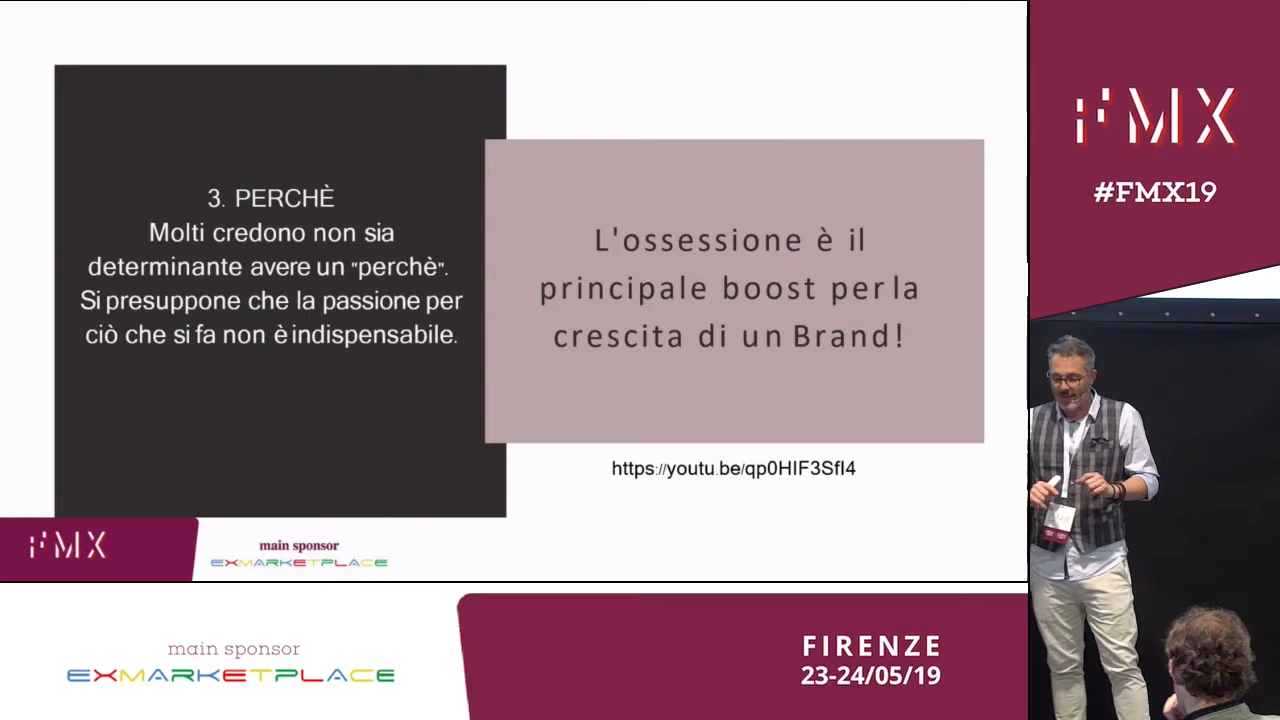 3. PERCHÈ
Molti credono non sia
determinante avere un "perchè".
Si presuppone che la passione per
ciò che si fa non è indispensabile.
L'ossessione è il
principale boost per la
crescita di un Brand!
https://youtu.be/qp0HIF3SfI4
FMX
main sponsor
EXMARKETPLACE
main sponsor
EXMARKETPLACE
FIRENZE
23-24/05/19
FMX
#FMX19